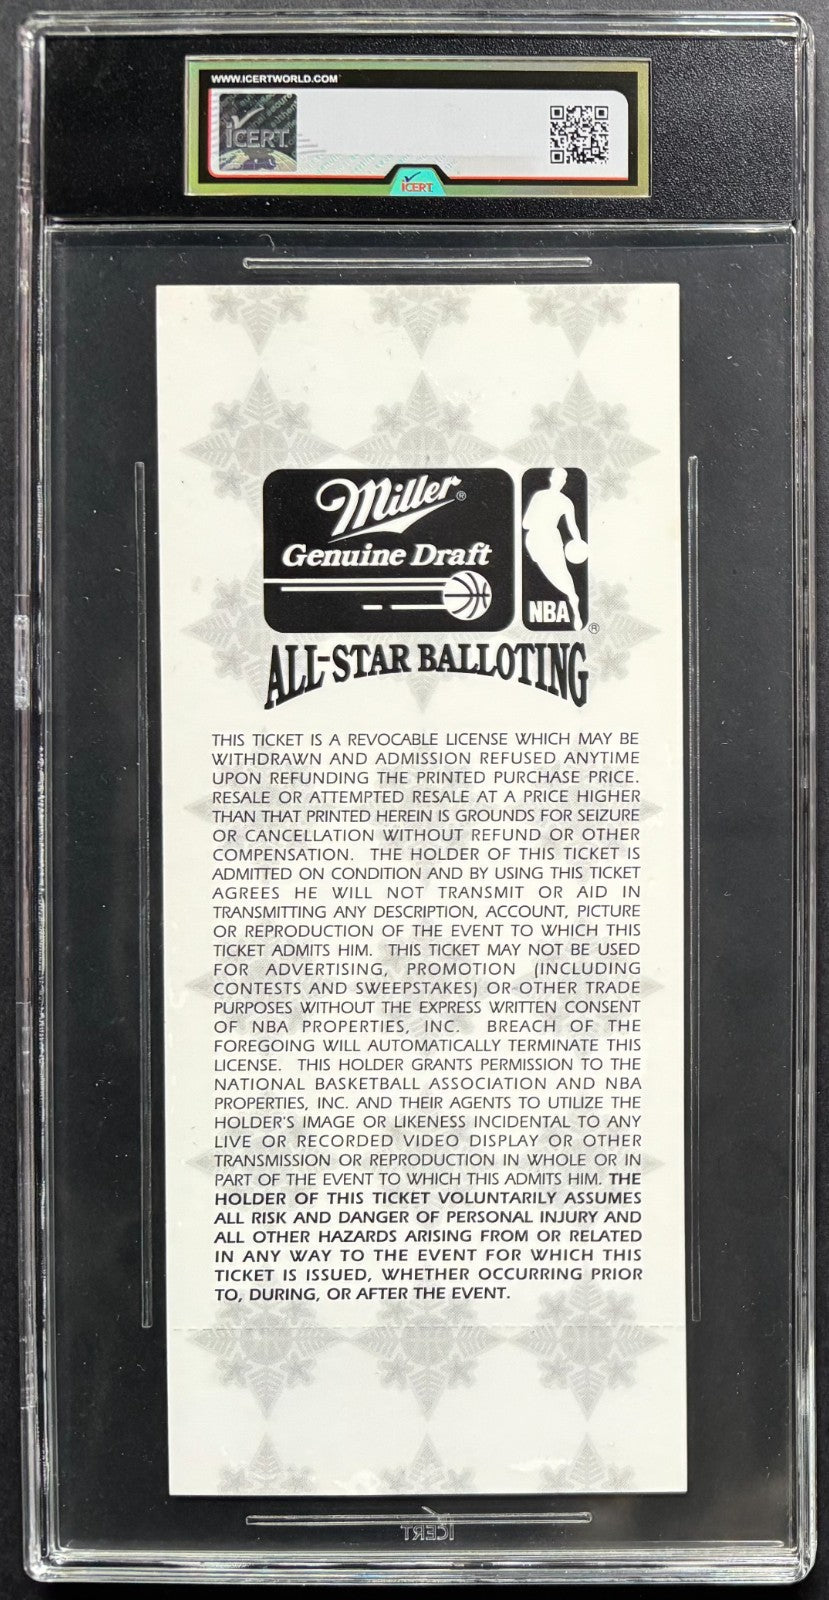 WWW.ICERTWORLD.COM
ICERT
ICERT
Miller®
Genuine Draft
NBA®
ALL-STAR BALLOTING
THIS TICKET IS A REVOCABLE LICENSE WHICH MAY BE
WITHDRAWN AND ADMISSION REFUSED ANYTIME
UPON REFUNDING THE PRINTED PURCHASE PRICE.
RESALE OR ATTEMPTED RESALE AT A PRICE HIGHER
THAN THAT PRINTED HEREIN IS GROUNDS FOR SEIZURE
OR CANCELLATION WITHOUT REFUND OR OTHER
COMPENSATION. THE HOLDER OF THIS TICKET IS
ADMITTED ON CONDITION AND BY USING THIS TICKET
AGREES HE WILL NOT TRANSMIT OR AID IN
TRANSMITTING ANY DESCRIPTION, ACCOUNT, PICTURE
OR REPRODUCTION OF THE EVENT TO WHICH THIS
TICKET ADMITS HIM. THIS TICKET MAY NOT BE USED
FOR ADVERTISING, PROMOTION (INCLUDING
CONTESTS AND SWEEPSTAKES) OR OTHER TRADE
PURPOSES WITHOUT THE EXPRESS WRITTEN CONSENT
OF NBA PROPERTIES, INC. BREACH OF THE
FOREGOING WILL AUTOMATICALLY TERMINATE THIS
LICENSE. THIS HOLDER GRANTS PERMISSION TO THE
NATIONAL BASKETBALL ASSOCIATION AND NBA
PROPERTIES, INC. AND THEIR AGENTS TO UTILIZE THE
HOLDER'S IMAGE OR LIKENESS INCIDENTAL TO ANY
LIVE OR RECORDED VIDEO DISPLAY OR OTHER
TRANSMISSION OR REPRODUCTION IN WHOLE OR IN
PART OF THE EVENT TO WHICH THIS ADMITS HIM. THE
HOLDER OF THIS TICKET VOLUNTARILY ASSUMES
ALL RISK AND DANGER OF PERSONAL INJURY AND
ALL OTHER HAZARDS ARISING FROM OR RELATED
IN ANY WAY TO THE EVENT FOR WHICH THIS
TICKET IS ISSUED, WHETHER OCCURRING PRIOR
TO, DURING, OR AFTER THE EVENT.
ICERT